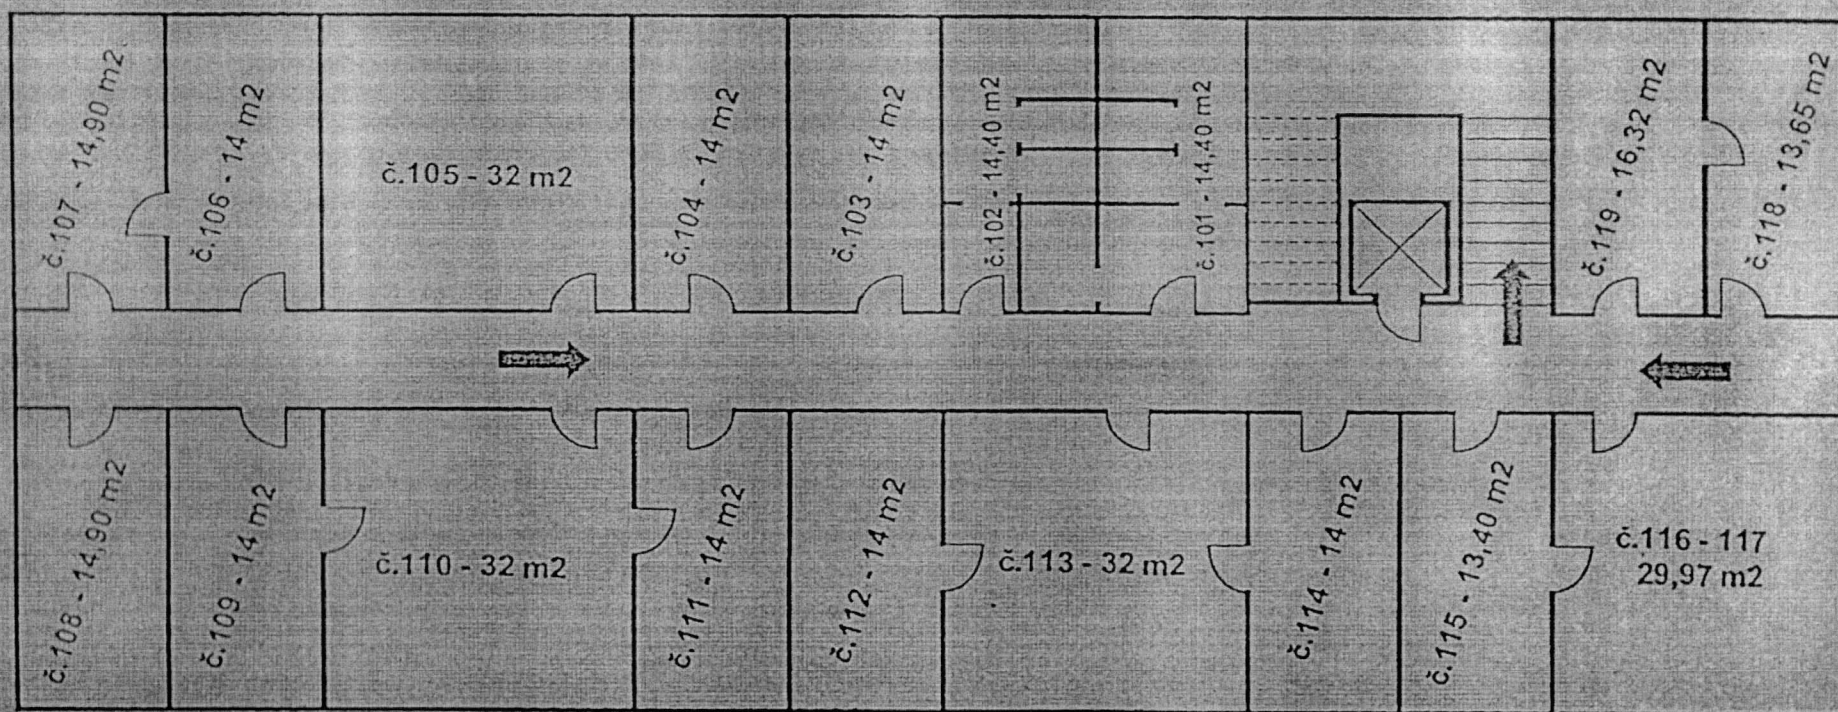 č.107 - 14,90 m2
č.106 - 14 m2
č.105 - 32 m2
č.104 - 14 m2
č.103 - 14 m2
č.102 - 14,40 m2
č.101 - 14,40 m2
č.119 - 16,32 m2
č.118 - 13,65 m2
č.108 - 14,90 m2
č.109 - 14 m2
č.110 - 32 m2
č.111 - 14 m2
č.112 - 14 m2
č.113 - 32 m2
č.114 - 14 m2
č.115 - 13,40 m2
č.116 - 117
29,97 m2